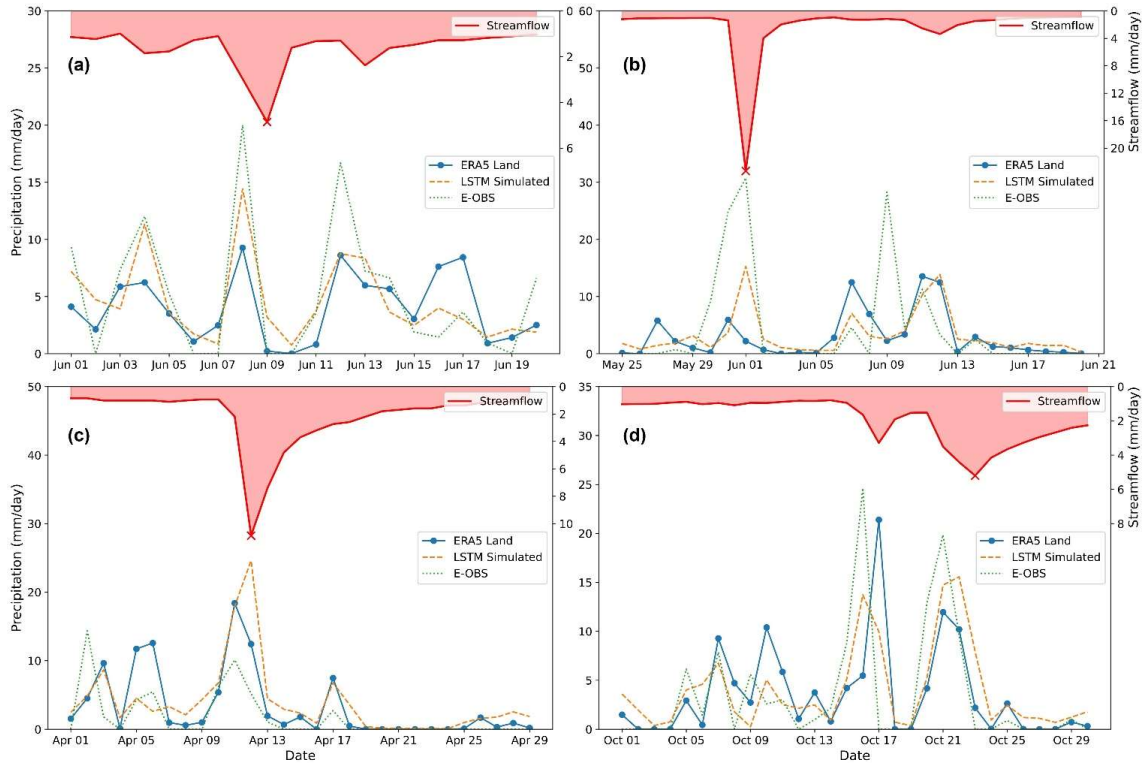 30
25
20
15
10
5
0
Precipitation (mm/day)
(a)
Streamflow
0
1
2
4
6
ERA5 Land
LSTM Simulated
E-OBS
Jun 01
Jun 03
Jun 05
Jun 07
Jun 09
Jun 11
Jun 13
Jun 15
Jun 17
Jun 19
60
50
40
30
20
10
0
(b)
Streamflow
0
4
8
12
16
20
Streamflow (mm/day)
ERA5 Land
LSTM Simulated
E-OBS
May 25
May 29
Jun 01
Jun 05
Jun 09
Jun 13
Jun 17
Jun 21
50
40
30
20
10
0
Precipitation (mm/day)
(c)
Streamflow
0
2
4
6
8
10
ERA5 Land
LSTM Simulated
E-OBS
Apr 01
Apr 05
Apr 09
Apr 13
Apr 17
Apr 21
Apr 25
Apr 29
Date
35
30
25
20
15
10
5
0
(d)
Streamflow
0
2
4
6
8
Streamflow (mm/day)
ERA5 Land
LSTM Simulated
E-OBS
Oct 01
Oct 05
Oct 09
Oct 13
Oct 17
Oct 21
Oct 25
Oct 29
Date